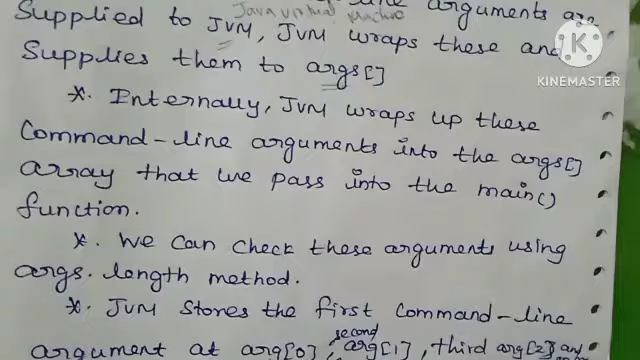 line arguments are
Supplied to JVM, JVM wraps these and
Java virtual Machine
Supplies them to args[]
*. Internally, JVM wraps up these
Command-line arguments into the args[]
array that we pass into the main()
function.
*. We can check these arguments using
args.length method.
*. JVM stores the first Command-line
argument at arg[0], second arg[1], third arg[2] and
KINEMASTER